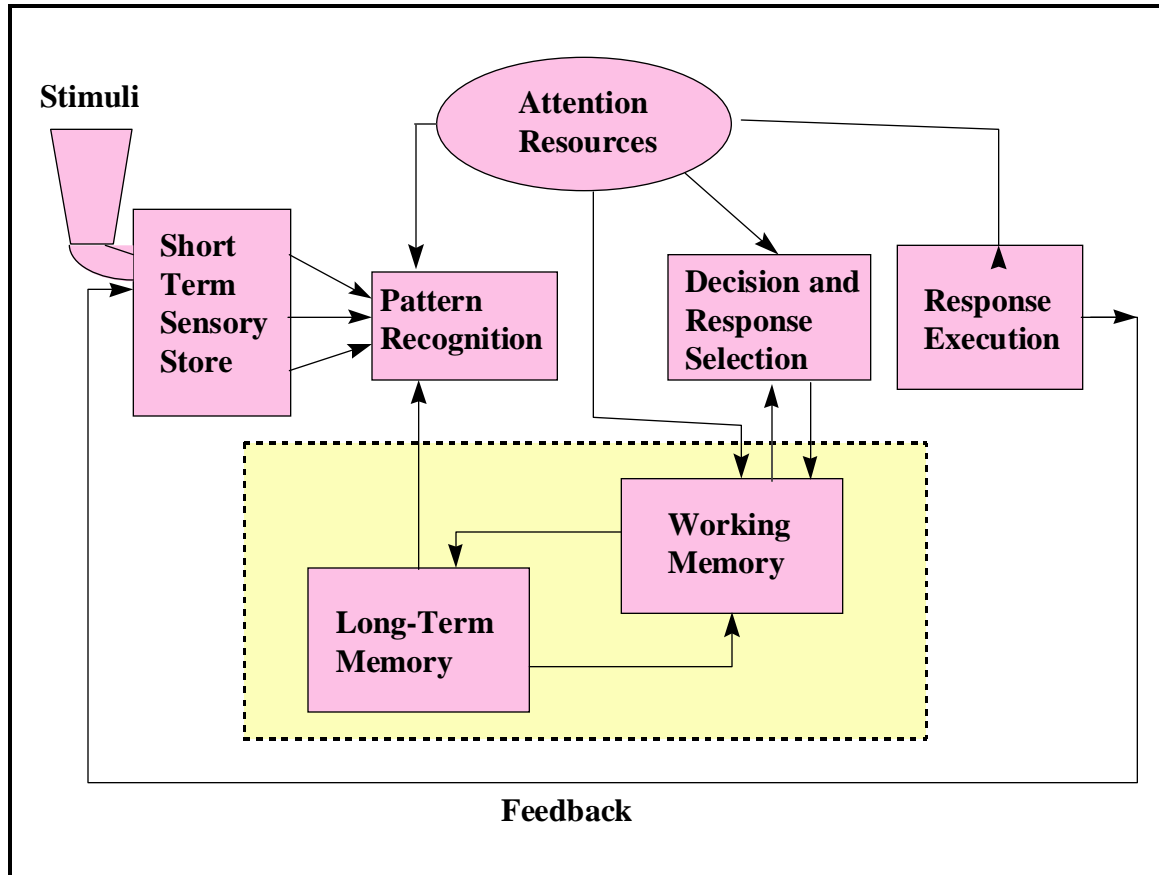 Stimuli
Attention
Resources
Short
Term
Sensory
Store
Pattern
Recognition
Decision and
Response
Selection
Response
Execution
Working
Memory
Long-Term
Memory
Feedback